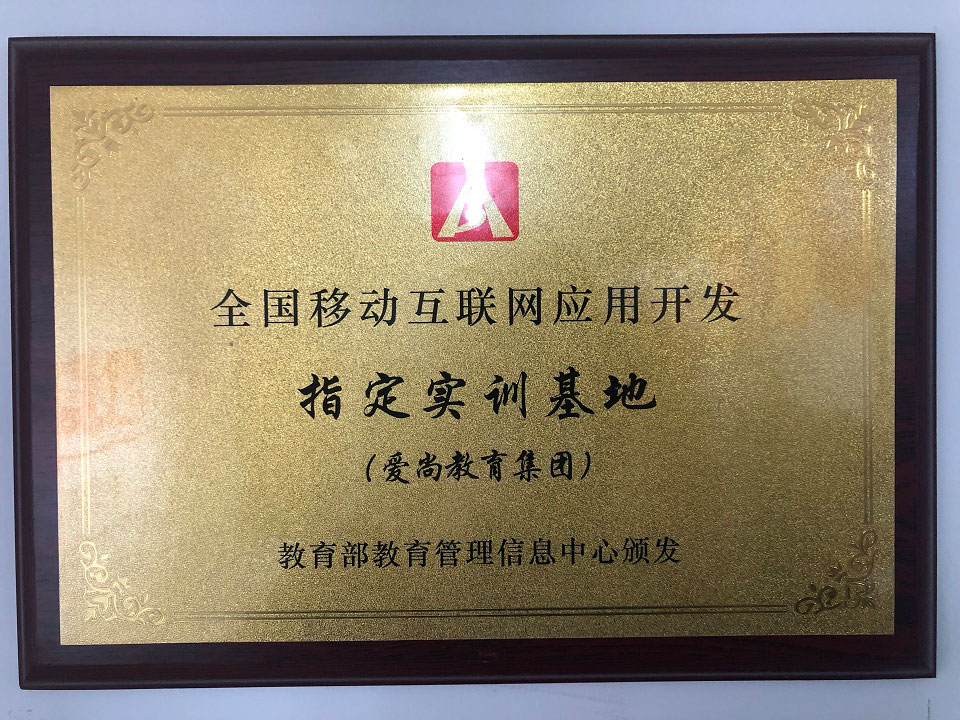 全国移动互联网应用开发
指定实训基地
（爱尚教育集团）
教育部教育管理信息中心颁发